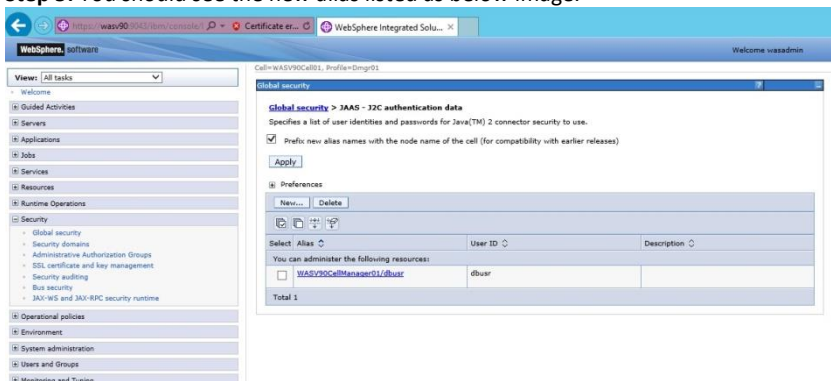 Step 5: You should see the new alias listed as below image.
https://wasv90:9043/ibm/console/l
Certificate er...
WebSphere Integrated Solu...
WebSphere. software
Welcome wasadmin
View: All tasks
Welcome
Guided Activities
Servers
Applications
Jobs
Services
Resources
Runtime Operations
Security
Global security
Security domains
Administrative Authorization Groups
SSL certificate and key management
Security auditing
Bus security
JAX-WS and JAX-RPC security runtime
Operational policies
Environment
System administration
Users and Groups
Monitoring and Tuning
Cell=WASV90Cell01, Profile=Dmgr01
Global security
Global security > JAAS - J2C authentication data
Specifies a list of user identities and passwords for Java(TM) 2 connector security to use.
Prefix new alias names with the node name of the cell (for compatibility with earlier releases)
Apply
Preferences
New... Delete
Select Alias User ID Description
You can administer the following resources:
WASV90CellManager01/dbusr dbusr
Total 1